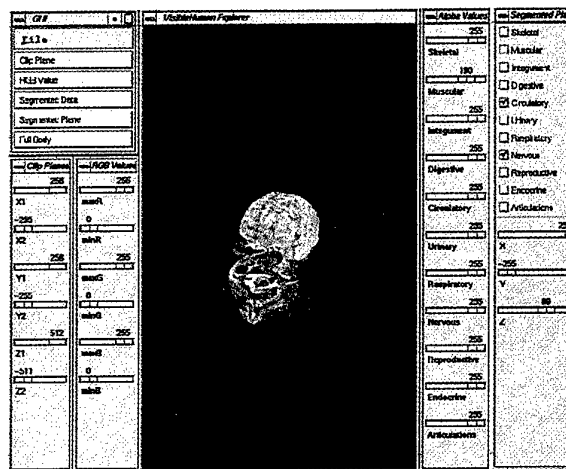 GUI
File
Clip Plane
RGB Value
Segmented Data
Segmented Plane
Full Body
Clip Planes
255
X1
-255
X2
255
Y1
-255
Y2
512
Z1
-511
Z2
RGB Values
255
maxR
0
minR
255
maxG
0
minG
255
maxB
0
minB
VisibleHuman Explorer
Alpha Values
255
Skeletal
190
Muscular
255
Integument
255
Digestive
255
Circulatory
255
Urinary
255
Respiratory
255
Nervous
255
Reproductive
255
Endocrine
255
Articulations
Segmented
Skeletal
Muscular
Integument
Digestive
Circulatory
Urinary
Respiratory
Nervous
Reproductive
Endocrine
Articulations
X
-255
Y
Z